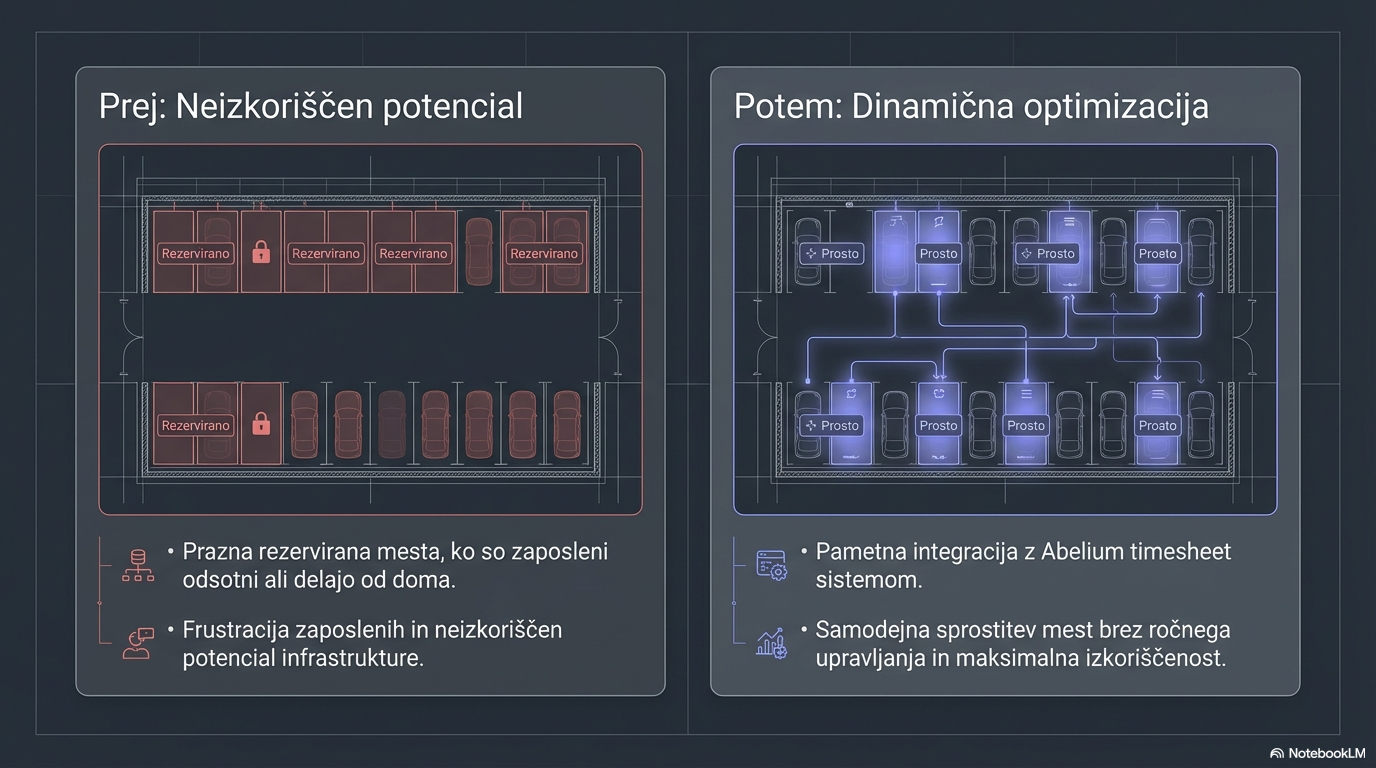 Prej: Neizkoriščen potencial
Rezervirano
Rezervirano
Rezervirano
Rezervirano
Rezervirano
• Prazna rezervirana mesta, ko so zaposleni
odsotni ali delajo od doma.
• Frustracija zaposlenih in neizkoriščen
potencial infrastrukture.
Potem: Dinamična optimizacija
Prosto
Prosto
Prosto
Proeto
Prosto
Prosto
Prosto
Proato
• Pametna integracija z Abelium timesheet
sistemom.
• Samodejna sprostitev mest brez ročnega
upravljanja in maksimalna izkoriščenost.
NotebookLM